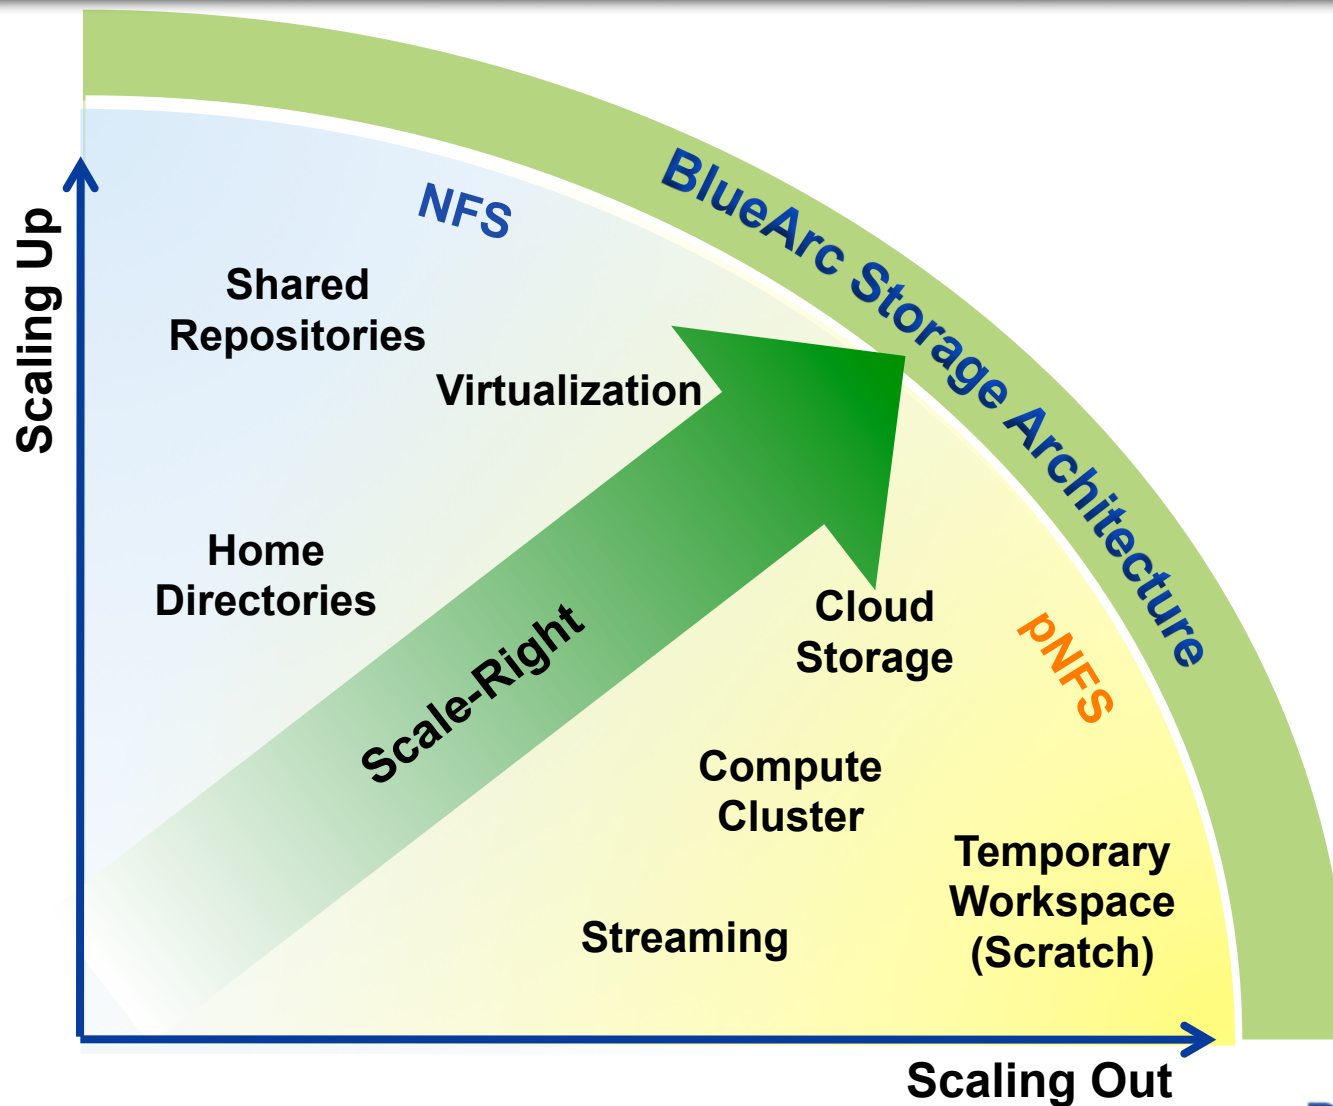 BlueArc Storage Architecture
NFS
Scaling Up
Shared
Repositories
Virtualization
Home
Directories
Scale-Right
Cloud
Storage
pNFS
Compute
Cluster
Temporary
Workspace
(Scratch)
Streaming
Scaling Out